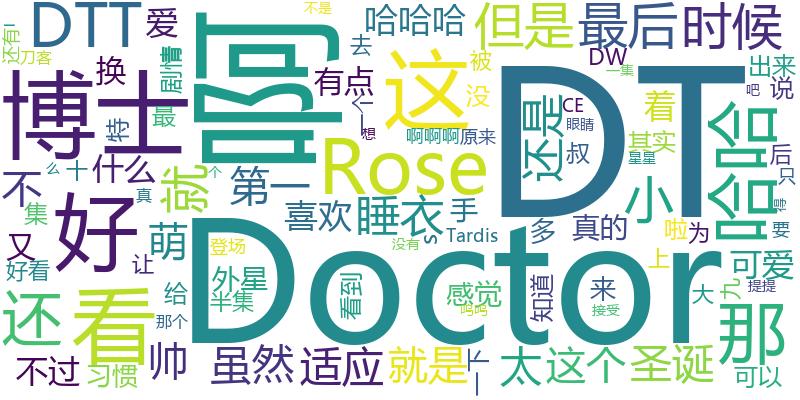 DTT
爱
哈哈哈
但是
最后
时候
还有
刀客
剧情
不是
去
被
DW
一集
出来
换
啊
有点
这
没
DT
吧
说
博士
特
最
个
一
想
啊啊啊
原来
CE
眼睛
着
其实
哈哈
后
只
不
么
十
什么
就
第一
Rose
还是
叔
星星
小
得
要
集
真
个
好
喜欢
睡衣
手
s
Tardis
多
真的
啦
为
又
好看
让
萌
登场
没有
上
可爱
还
那个
给
外星
半集
Doctor
看到
感觉
呜呜
知道
来
接受
大
九
提提
那
看
不过
习惯
帅
虽然
适应
就是
下一
太
这个
圣诞
可以